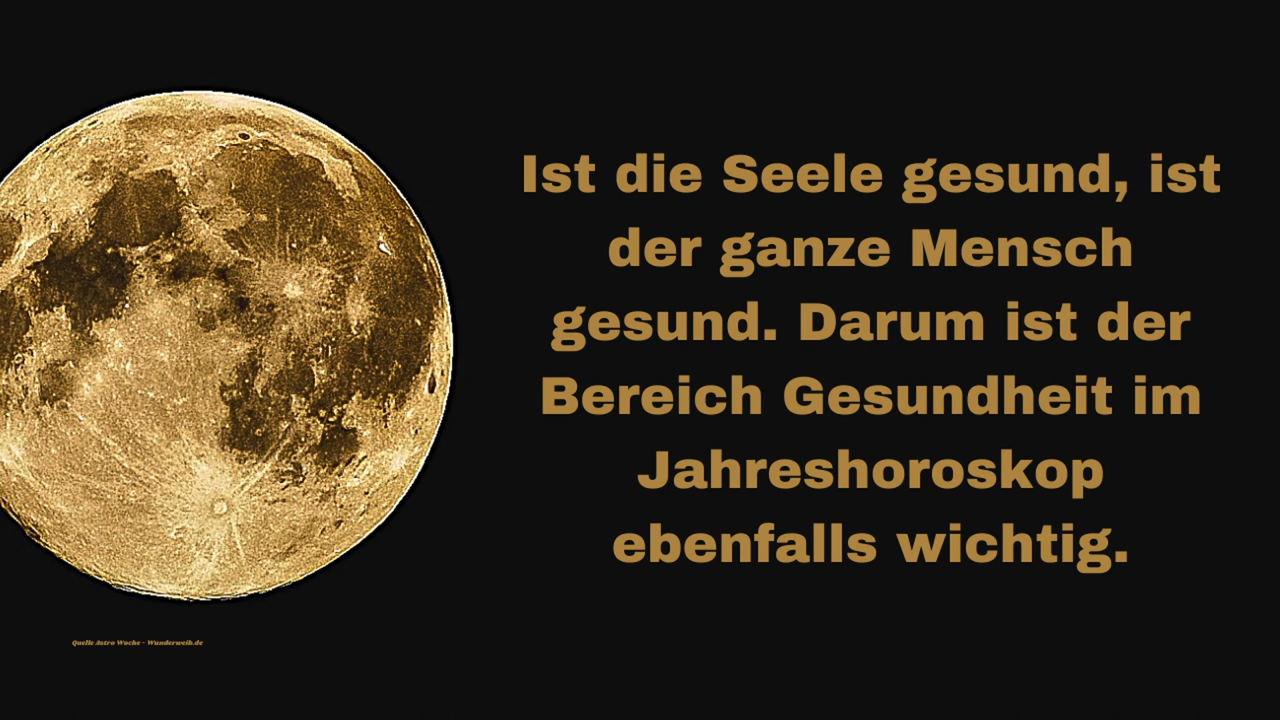 Ist die Seele gesund, ist
der ganze Mensch
gesund. Darum ist der
Bereich Gesundheit im
Jahreshoroskop
ebenfalls wichtig.
Quelle Astro Woche - Wunderweib.de